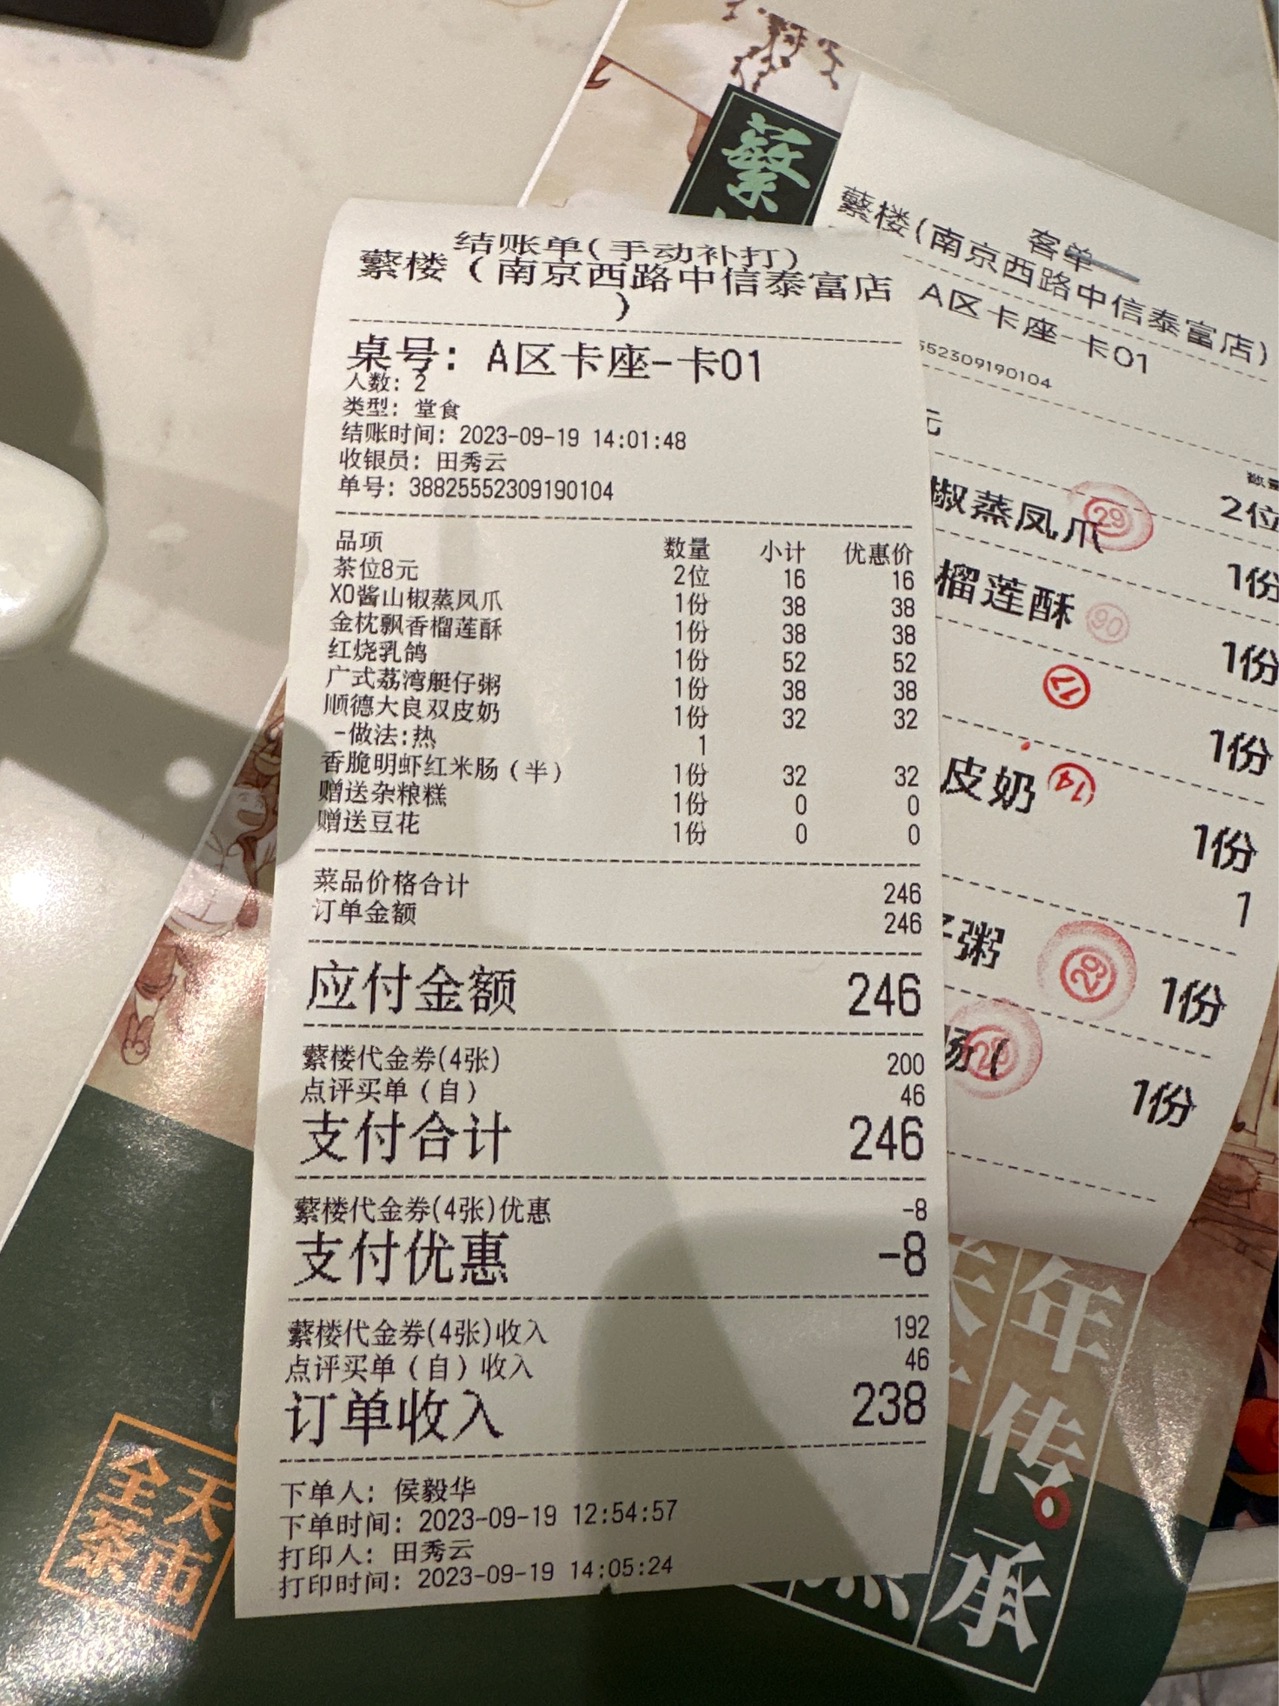 结账单(手动补打)
蘩楼（南京西路中信泰富店
）
桌号：A区卡座-卡01
人数：2
类型：堂食
结账时间：2023-09-19 14:01:48
收银员：田秀云
单号：38825552309190104
品项 数量 小计 优惠价
茶位8元 2位 16 16
XO酱山椒蒸凤爪 1份 38 38
金枕飘香榴莲酥 1份 38 38
红烧乳鸽 1份 52 52
广式荔湾艇仔粥 1份 38 38
顺德大良双皮奶 1份 32 32
-做法:热 1
香脆明虾红米肠（半） 1份 32 32
赠送杂粮糕 1份 0 0
赠送豆花 1份 0 0
菜品价格合计 246
订单金额 246
应付金额 246
蘩楼代金券(4张) 200
点评买单（自） 46
支付合计 246
蘩楼代金券(4张)优惠 -8
支付优惠 -8
蘩楼代金券(4张)收入 192
点评买单（自）收入 46
订单收入 238
下单人：侯毅华
下单时间：2023-09-19 12:54:57
打印人：田秀云
打印时间：2023-09-19 14:05:24
蘩
客单
蘩楼(南京西路中信泰富店)
A区卡座-卡01
552309190104
元
2位
椒蒸凤爪 29 1份
榴莲酥 90 1份
1份
皮奶 1份
1
粥 29 1份
肠( 28 1份
年
传
承
全天
茶市